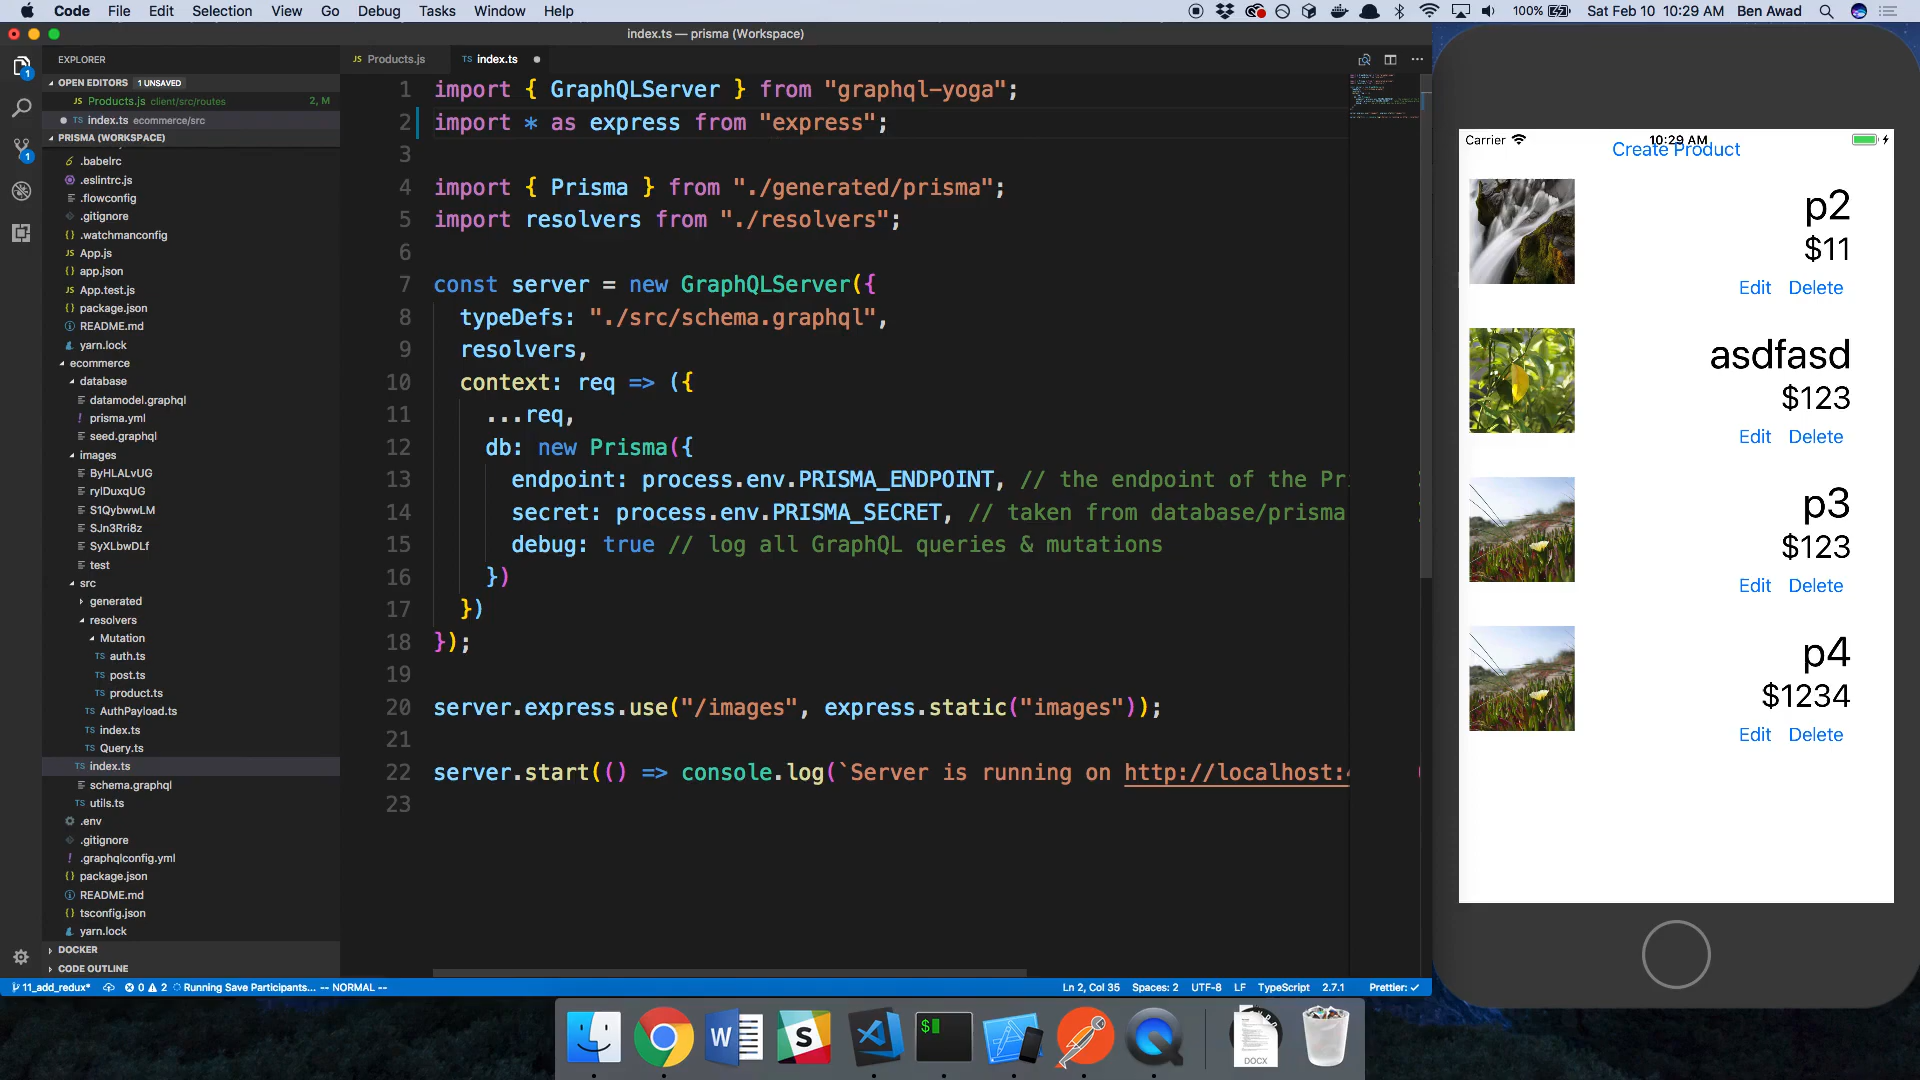 Code File Edit Selection View Go Debug Tasks Window Help
100% Sat Feb 10 10:29 AM Ben Awad
index.ts — prisma (Workspace)
EXPLORER
OPEN EDITORS 1 UNSAVED
JS Products.js client/src/routes 2, M
TS index.ts ecommerce/src
PRISMA (WORKSPACE)
.babelrc
.eslintrc.js
.flowconfig
.gitignore
.watchmanconfig
JS App.js
app.json
JS App.test.js
package.json
README.md
yarn.lock
ecommerce
database
datamodel.graphql
! prisma.yml
seed.graphql
images
ByHLALvUG
rylDuxqUG
S1QybwwLM
SJn3Rri8z
SyXLbwDLf
test
src
generated
resolvers
Mutation
TS auth.ts
TS post.ts
TS product.ts
TS AuthPayload.ts
TS index.ts
TS Query.ts
TS index.ts
schema.graphql
TS utils.ts
.env
.gitignore
! .graphqlconfig.yml
package.json
README.md
tsconfig.json
yarn.lock
DOCKER
CODE OUTLINE
JS Products.js TS index.ts
1 import { GraphQLServer } from "graphql-yoga";
2 import * as express from "express";
3
4 import { Prisma } from "./generated/prisma";
5 import resolvers from "./resolvers";
6
7 const server = new GraphQLServer({
8 typeDefs: "./src/schema.graphql",
9 resolvers,
10 context: req => ({
11 ...req,
12 db: new Prisma({
13 endpoint: process.env.PRISMA_ENDPOINT, // the endpoint of the Pr
14 secret: process.env.PRISMA_SECRET, // taken from database/prisma
15 debug: true // log all GraphQL queries & mutations
16 })
17 })
18 });
19
20 server.express.use("/images", express.static("images"));
21
22 server.start(() => console.log(`Server is running on http://localhost:4
23
11_add_redux* 0 2 Running Save Participants... -- NORMAL -- Ln 2, Col 35 Spaces: 2 UTF-8 LF TypeScript 2.7.1 Prettier: ✓
Carrier 10:29 AM
Create Product
p2
$11
Edit Delete
asdfasd
$123
Edit Delete
p3
$123
Edit Delete
p4
$1234
Edit Delete
W
S
$
DOCX